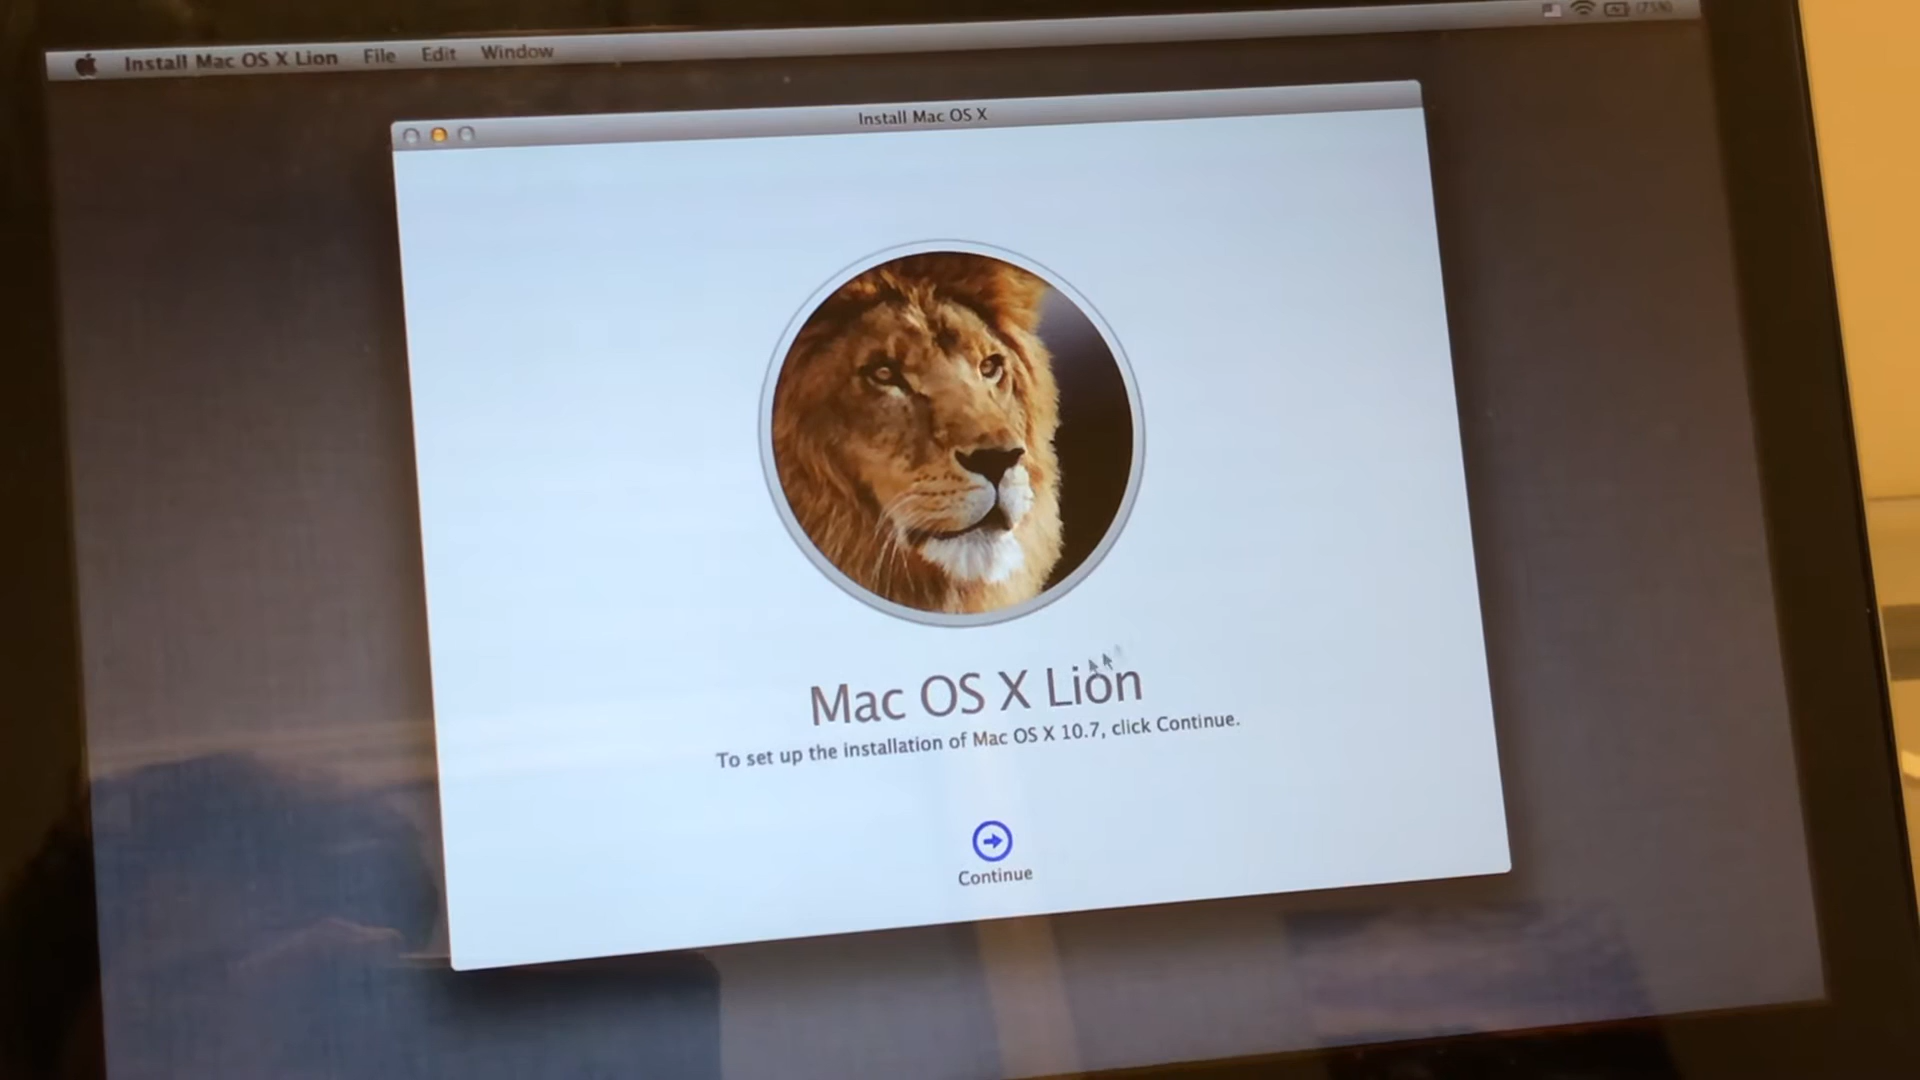 Install Mac OS X Lion File Edit Window (75%)
Install Mac OS X
Mac OS X Lion
To set up the installation of Mac OS X 10.7, click Continue.
Continue